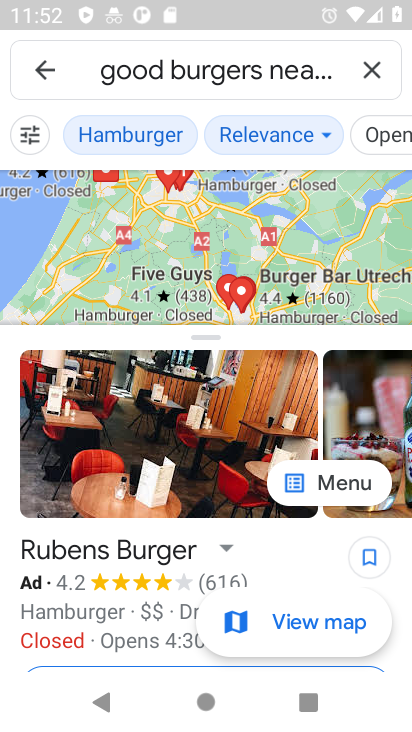 11:52
good burgers nea...
Hamburger
Relevance
Open
4.2 ★ (616)
urger · Closed
Hamburger · Closed
A4
A2
A1
Five Guys
4.1 ★ (438)
Hamburger · Closed
Burger Bar Utrech
4.4 ★ (1160)
Hamburger · Closed
Menu
Rubens Burger
Ad · 4.2 (616)
Hamburger · $$ · Dr
Closed · Opens 4:30
View map